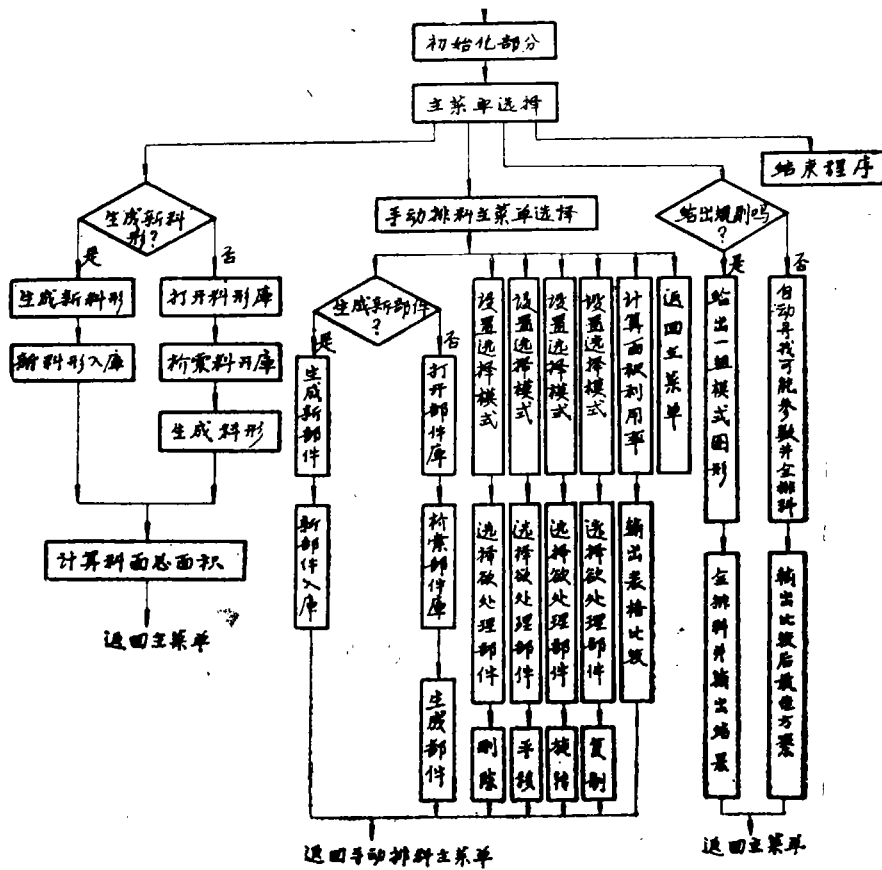 初始化部分
主菜单选择
结束程序
生成新料
形?
手动排料主菜单选择
给出规则吗
?
是
否
是
否
生成新料形
打开料形库
生成新部件
?
设置选择模式
设置选择模式
设置选择模式
设置选择模式
计算面积利用率
返回主菜单
给出一组模式图形
自动寻找可能参数并全排料
新料形入库
检索料形库
是
否
生成新部件
打开部件库
生成料形
新部件入库
检索部件库
选择欲处理部件
选择欲处理部件
选择欲处理部件
选择欲处理部件
输出表格比较
全排料并输出结果
输出比较后最佳方案
计算料面总面积
返回主菜单
生成部件
删除
平移
旋转
复制
返回手动排料主菜单
返回主菜单